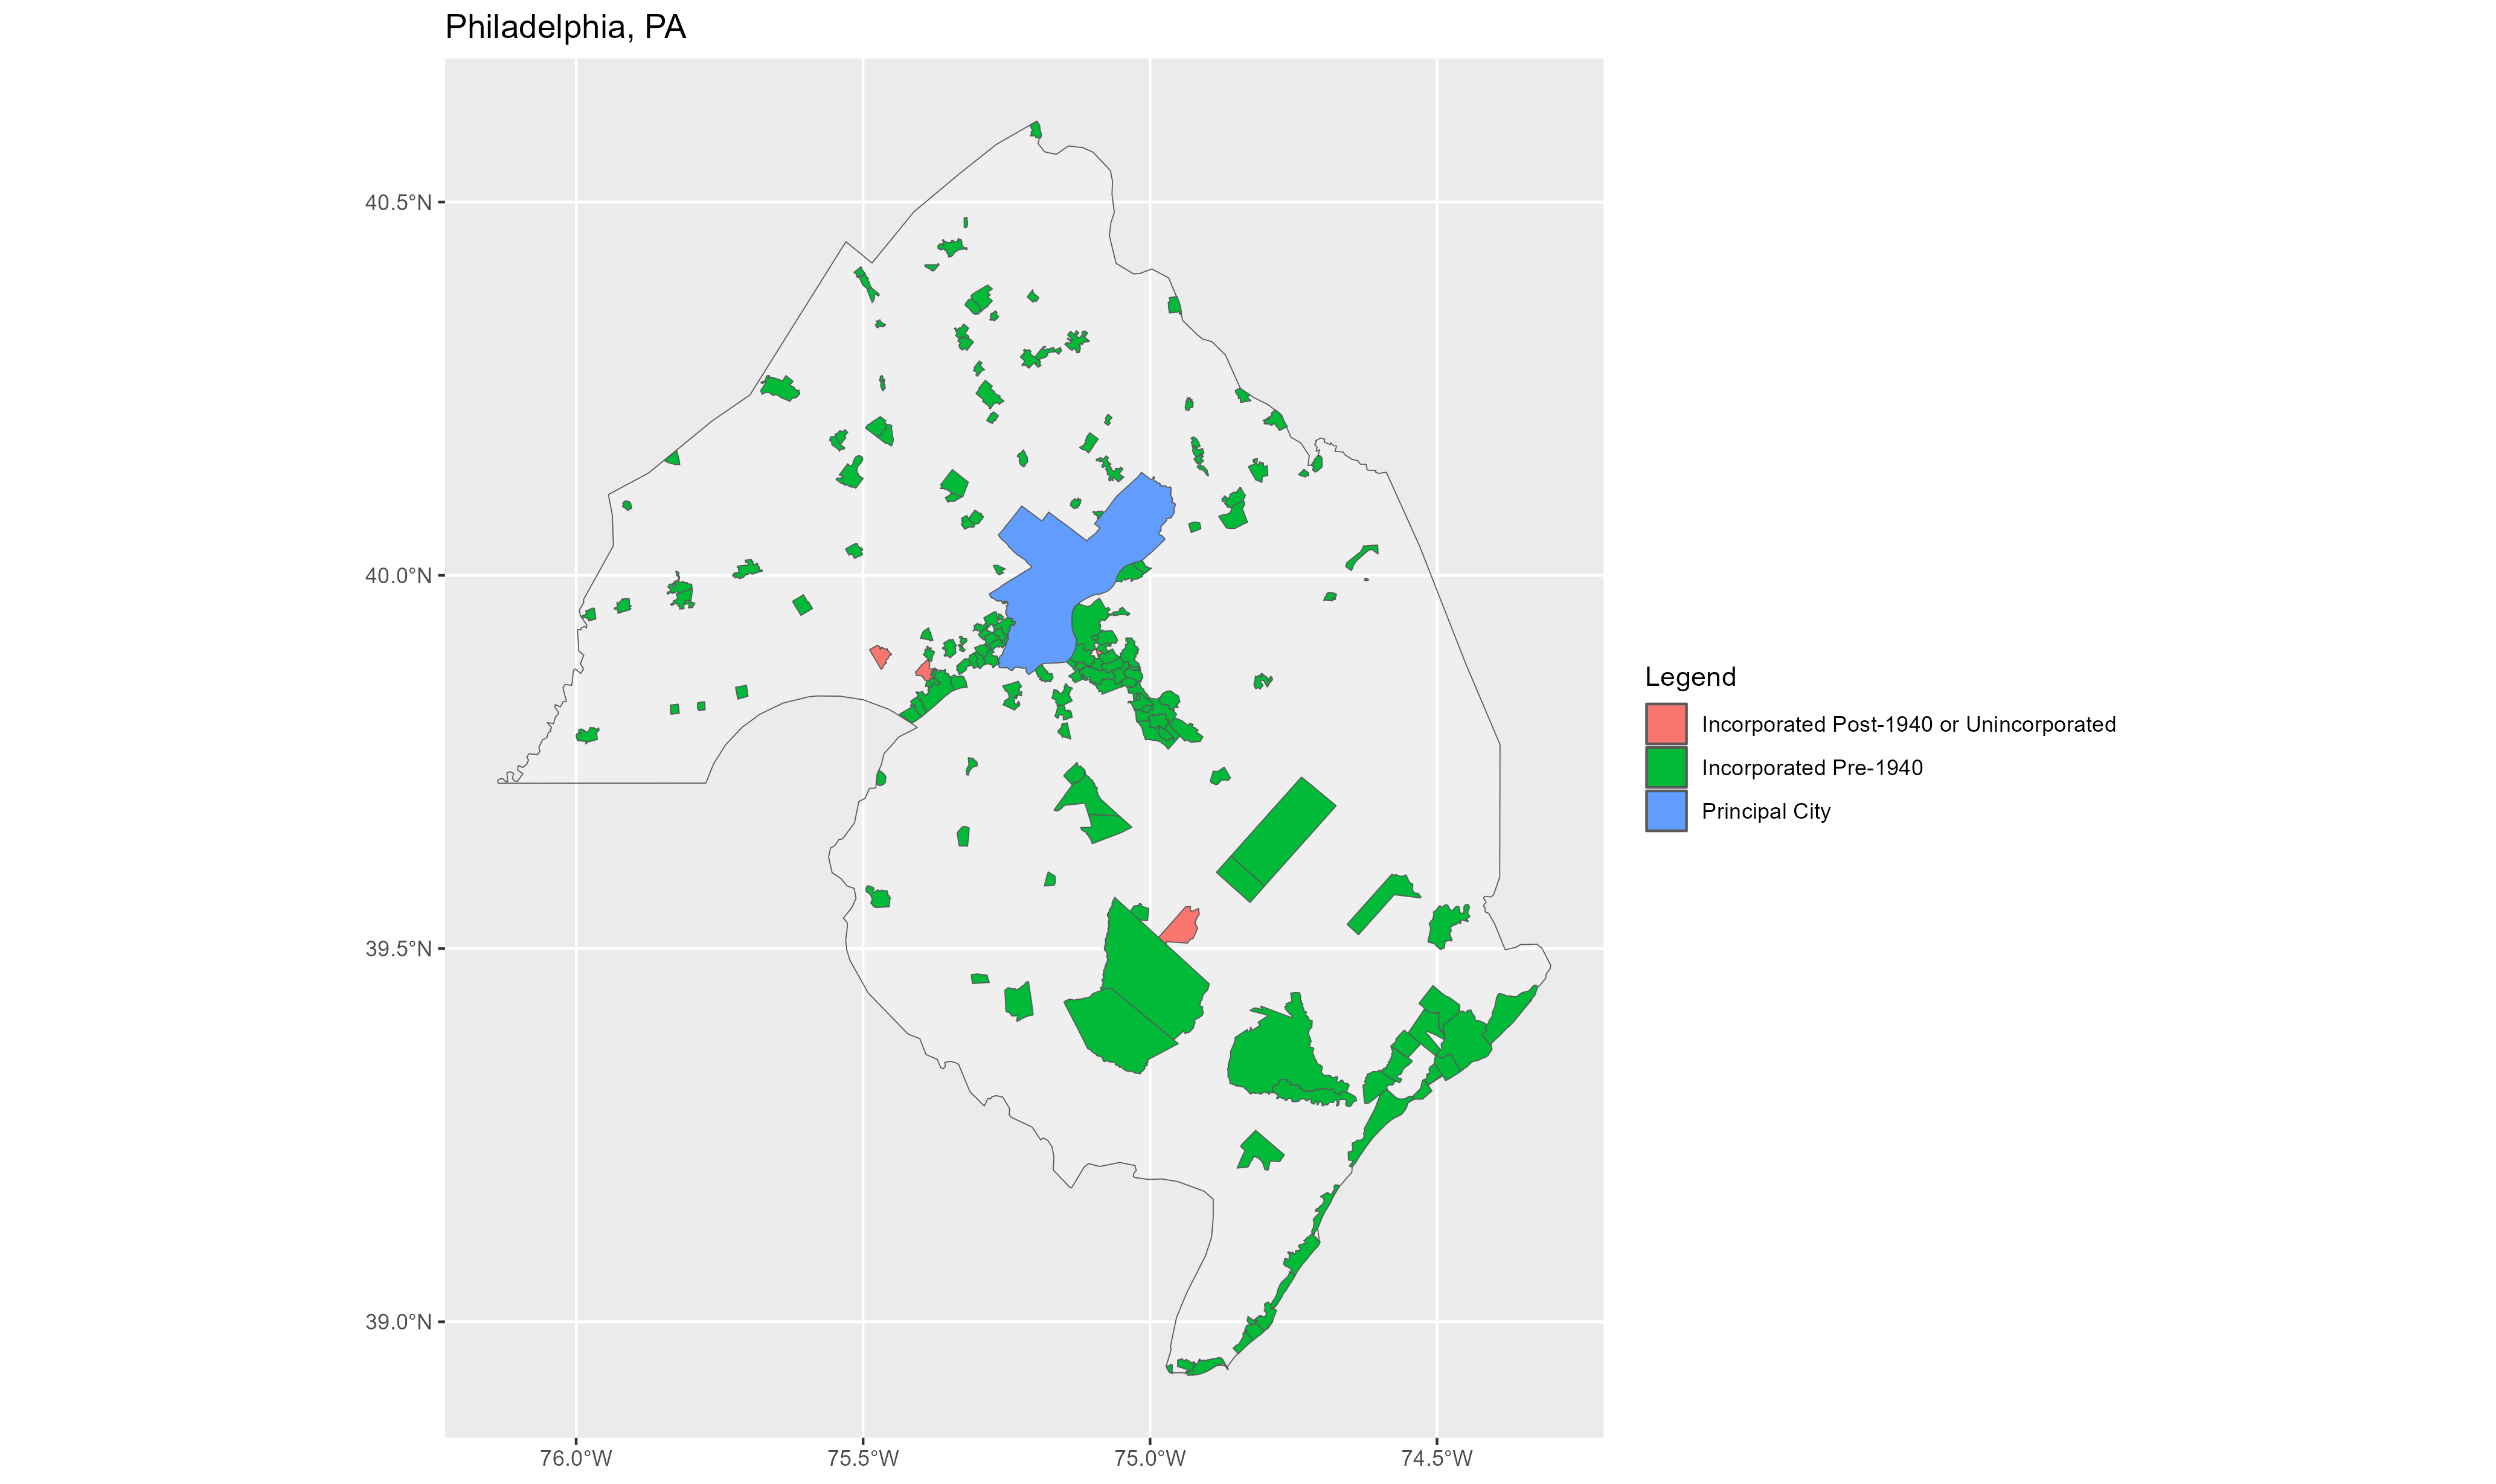 Philadelphia, PA
40.5°N
40.0°N
39.5°N
39.0°N
76.0°W
75.5°W
75.0°W
74.5°W
Legend
Incorporated Post-1940 or Unincorporated
Incorporated Pre-1940
Principal City